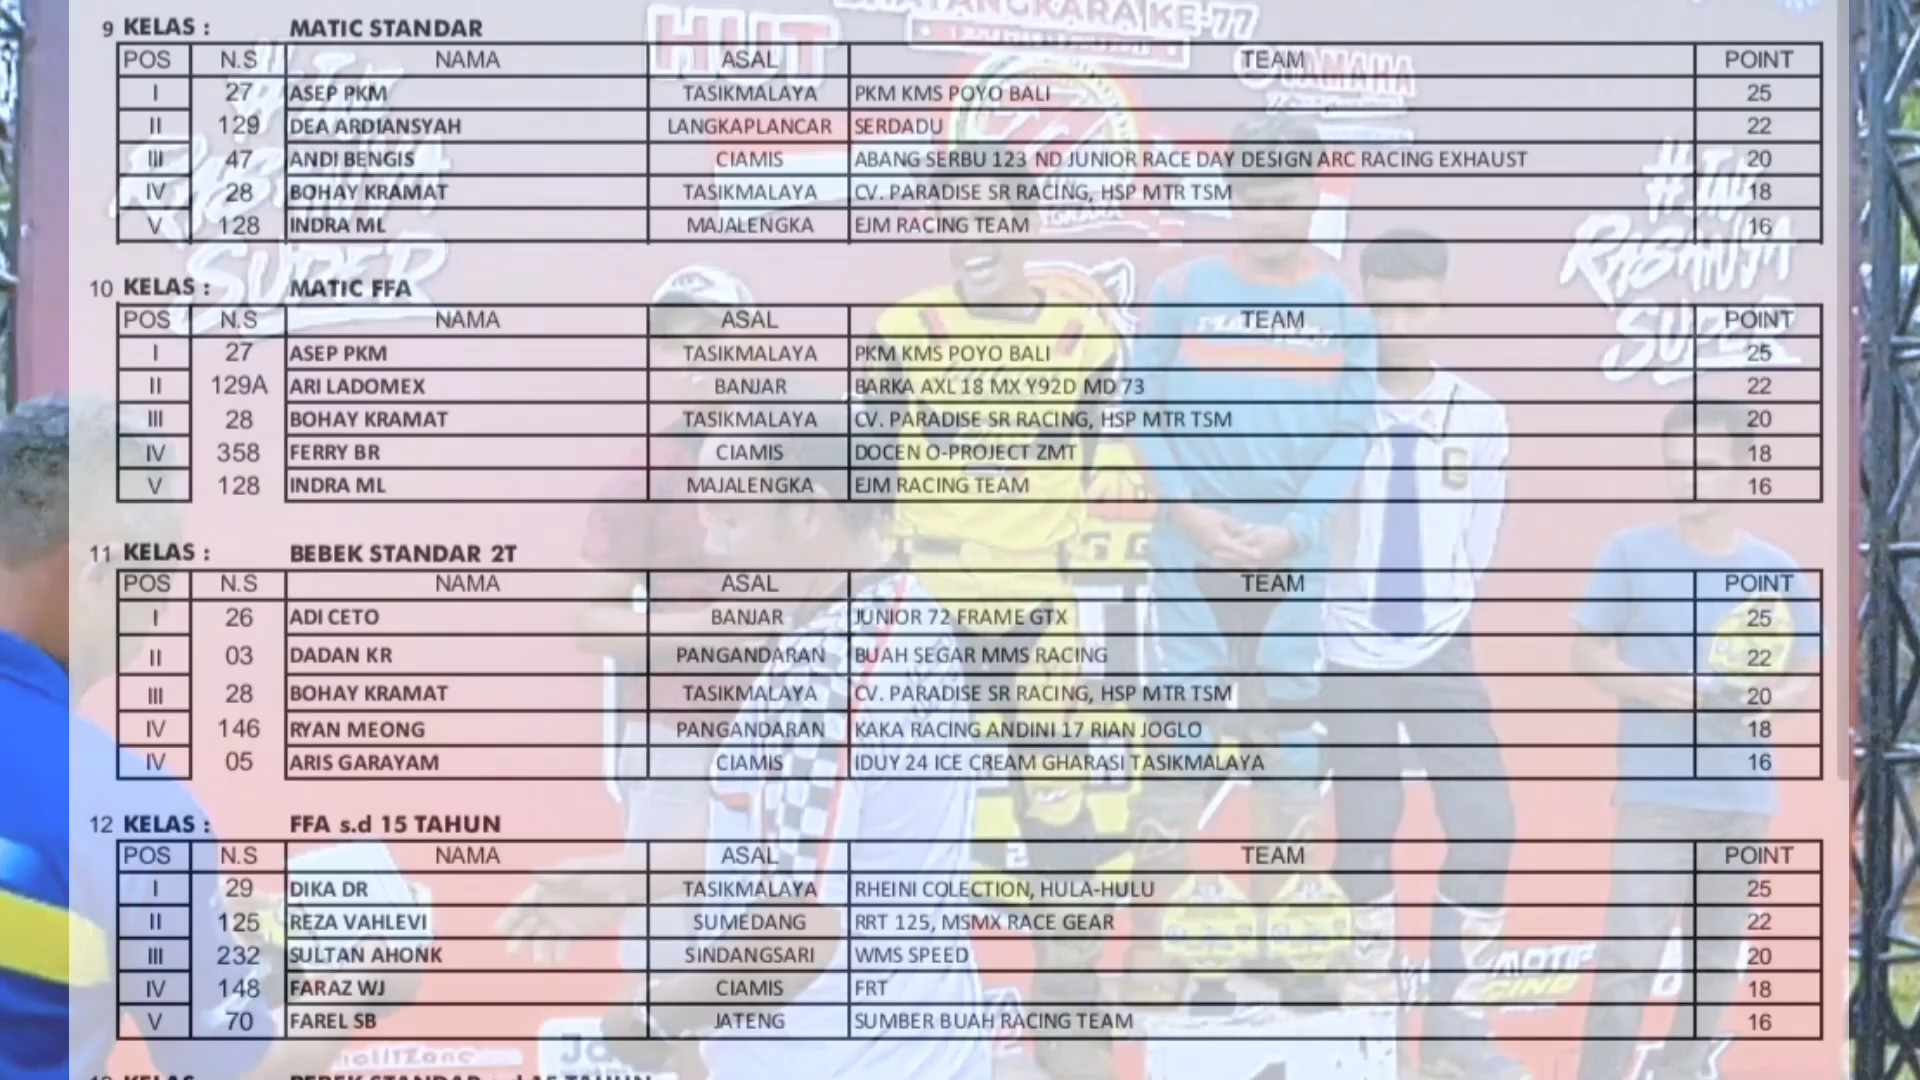 BHAYANGKARA KE-77
HUT
YAMAHA
9 KELAS : MATIC STANDAR
POS N.S NAMA ASAL TEAM POINT
I 27 ASEP PKM TASIKMALAYA PKM KMS POYO BALI 25
II 129 DEA ARDIANSYAH LANGKAPLANCAR SERDADU 22
III 47 ANDI BENGIS CIAMIS ABANG SERBU 123 ND JUNIOR RACE DAY DESIGN ARC RACING EXHAUST 20
IV 28 BOHAY KRAMAT TASIKMALAYA CV. PARADISE SR RACING, HSP MTR TSM 18
V 128 INDRA ML MAJALENGKA EJM RACING TEAM 16
10 KELAS : MATIC FFA
POS N.S NAMA ASAL TEAM POINT
I 27 ASEP PKM TASIKMALAYA PKM KMS POYO BALI 25
II 129A ARI LADOMEX BANJAR BARKA AXL 18 MX Y92D MD 73 22
III 28 BOHAY KRAMAT TASIKMALAYA CV. PARADISE SR RACING, HSP MTR TSM 20
IV 358 FERRY BR CIAMIS DOCEN O-PROJECT ZMT 18
V 128 INDRA ML MAJALENGKA EJM RACING TEAM 16
11 KELAS : BEBEK STANDAR 2T
POS N.S NAMA ASAL TEAM POINT
I 26 ADI CETO BANJAR JUNIOR 72 FRAME GTX 25
II 03 DADAN KR PANGANDARAN BUAH SEGAR MMS RACING 22
III 28 BOHAY KRAMAT TASIKMALAYA CV. PARADISE SR RACING, HSP MTR TSM 20
IV 146 RYAN MEONG PANGANDARAN KAKA RACING ANDINI 17 RIAN JOGLO 18
IV 05 ARIS GARAYAM CIAMIS IDUY 24 ICE CREAM GHARASI TASIKMALAYA 16
12 KELAS : FFA s.d 15 TAHUN
POS N.S NAMA ASAL TEAM POINT
I 29 DIKA DR TASIKMALAYA RHEINI COLECTION, HULA-HULU 25
II 125 REZA VAHLEVI SUMEDANG RRT 125, MSMX RACE GEAR 22
III 232 SULTAN AHONK SINDANGSARI WMS SPEED 20
IV 148 FARAZ WJ CIAMIS FRT 18
V 70 FAREL SB JATENG SUMBER BUAH RACING TEAM 16
KELAS : BEBEK STANDAR s.d 15 TAHUN